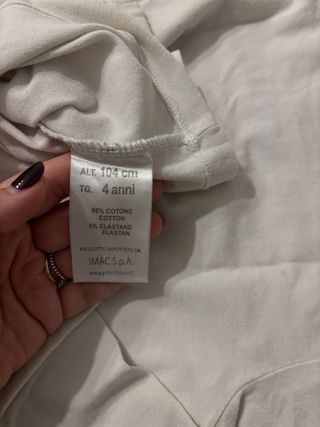 ALT. 104 cm
TG. 4 anni
95% COTONE
COTTON
5% ELASTANE
ELASTAN
PRODOTTO IMPORTATO DA
IMAC S.p.A.